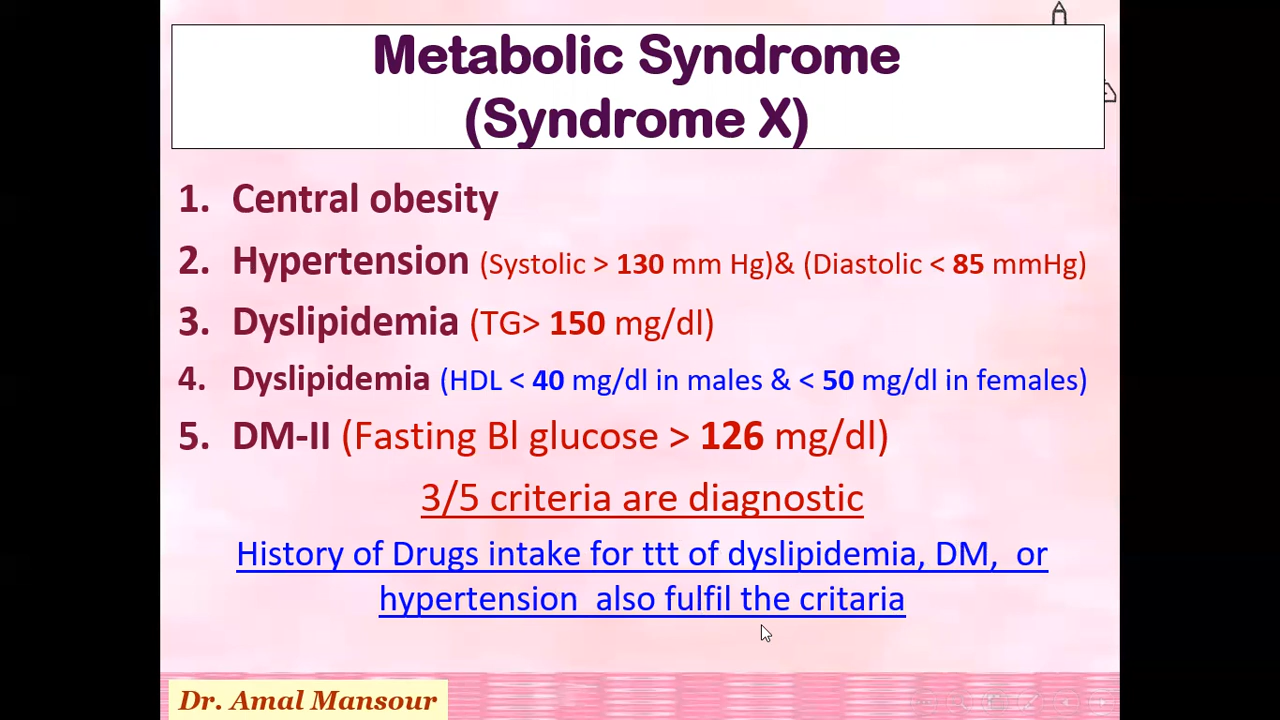 Metabolic Syndrome
(Syndrome X)
1. Central obesity
2. Hypertension (Systolic > 130 mm Hg)& (Diastolic < 85 mmHg)
3. Dyslipidemia (TG> 150 mg/dl)
4. Dyslipidemia (HDL < 40 mg/dl in males & < 50 mg/dl in females)
5. DM-II (Fasting Bl glucose > 126 mg/dl)
3/5 criteria are diagnostic
History of Drugs intake for ttt of dyslipidemia, DM, or
hypertension also fulfil the critaria
Dr. Amal Mansour